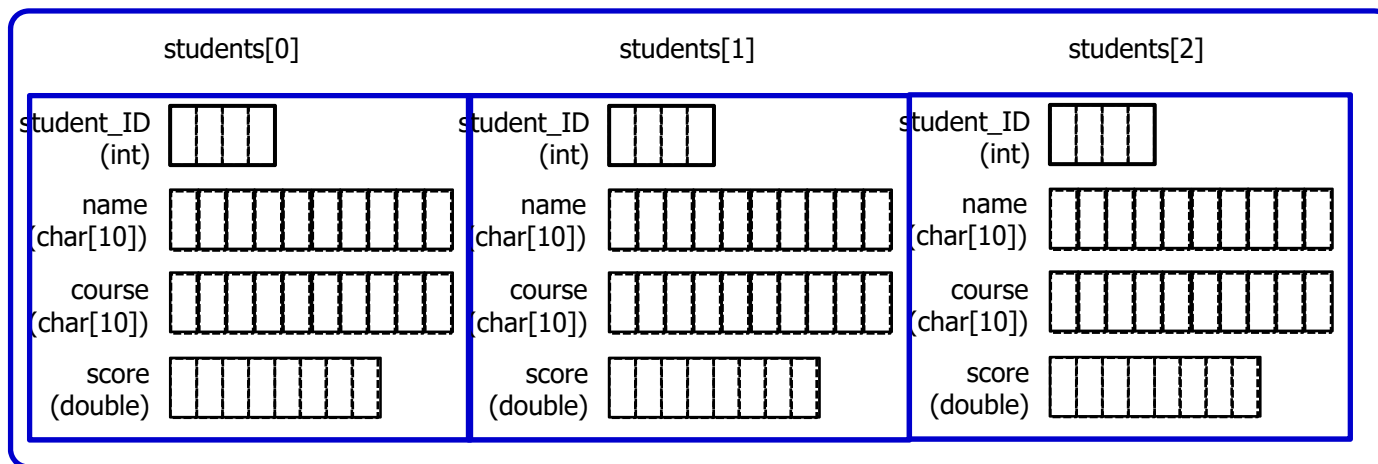 students[0]
student_ID
(int)
name
(char[10])
course
(char[10])
score
(double)
students[1]
student_ID
(int)
name
(char[10])
course
(char[10])
score
(double)
students[2]
student_ID
(int)
name
(char[10])
course
(char[10])
score
(double)